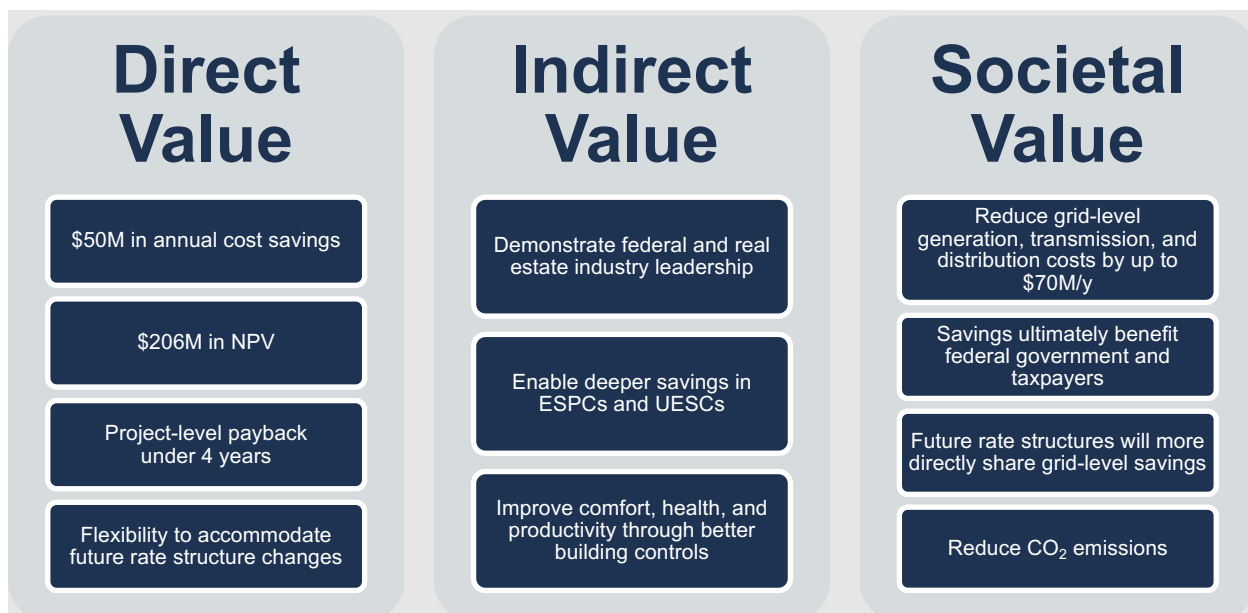 Direct
Value
$50M in annual cost savings
$206M in NPV
Project-level payback
under 4 years
Flexibility to accommodate
future rate structure changes
Indirect
Value
Demonstrate federal and real
estate industry leadership
Enable deeper savings in
ESPCs and UESCs
Improve comfort, health, and
productivity through better
building controls
Societal
Value
Reduce grid-level
generation, transmission, and
distribution costs by up to
$70M/y
Savings ultimately benefit
federal government and
taxpayers
Future rate structures will more
directly share grid-level savings
Reduce CO₂ emissions